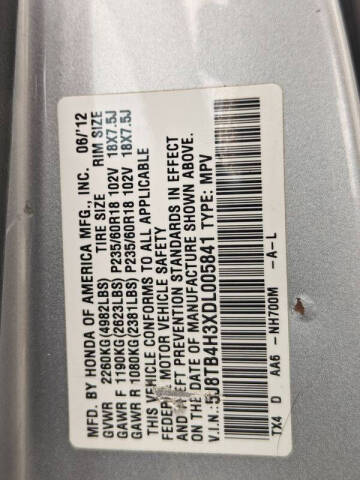 MFD. BY HONDA OF AMERICA MFG., INC. 06/'12
TIRE SIZE RIM SIZE
GVWR 2260KG(4982LBS)
GAWR F 1190KG(2623LBS) P235/60R18 102V 18X7.5J
GAWR R 1080KG(2381LBS) P235/60R18 102V 18X7.5J
THIS VEHICLE CONFORMS TO ALL APPLICABLE
FEDERAL MOTOR VEHICLE SAFETY
AND THEFT PREVENTION STANDARDS IN EFFECT
ON THE DATE OF MANUFACTURE SHOWN ABOVE.
V.I.N.: 5J8TB4H3XDL005841 TYPE: MPV
TX4 D AA6 -NH700M -A-L